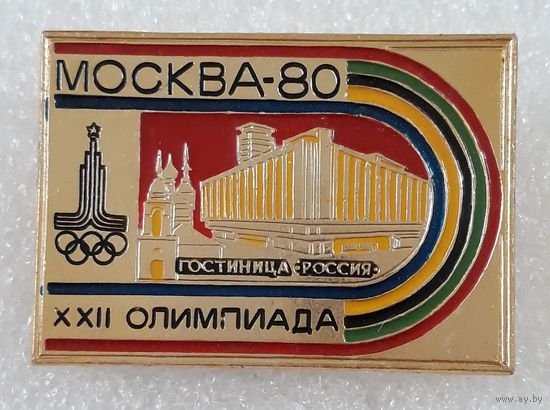 МОСКВА-80
ГОСТИНИЦА «РОССИЯ»
XXII ОЛИМПИАДА
www.ay.by